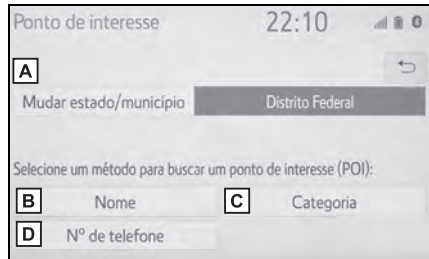 Ponto de interesse 22:10
A
Mudar estado/município Distrito Federal
Selecione um método para buscar um ponto de interesse (POI):
B Nome C Categoria
D Nº de telefone